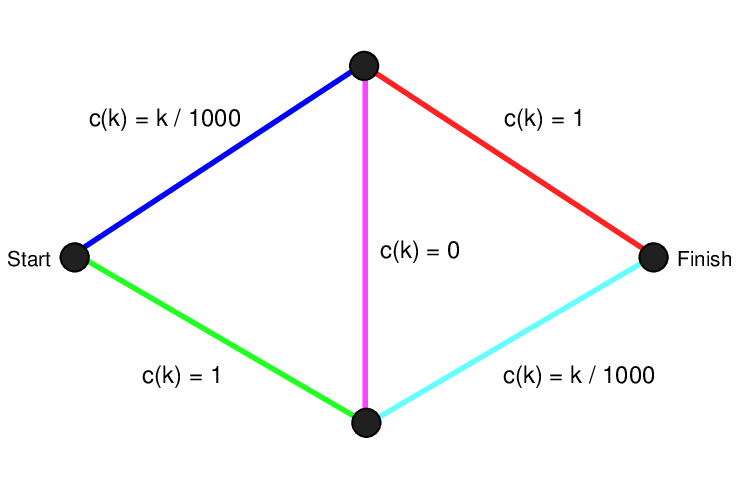 c(k) = k / 1000
c(k) = 1
Start
c(k) = 0
Finish
c(k) = 1
c(k) = k / 1000